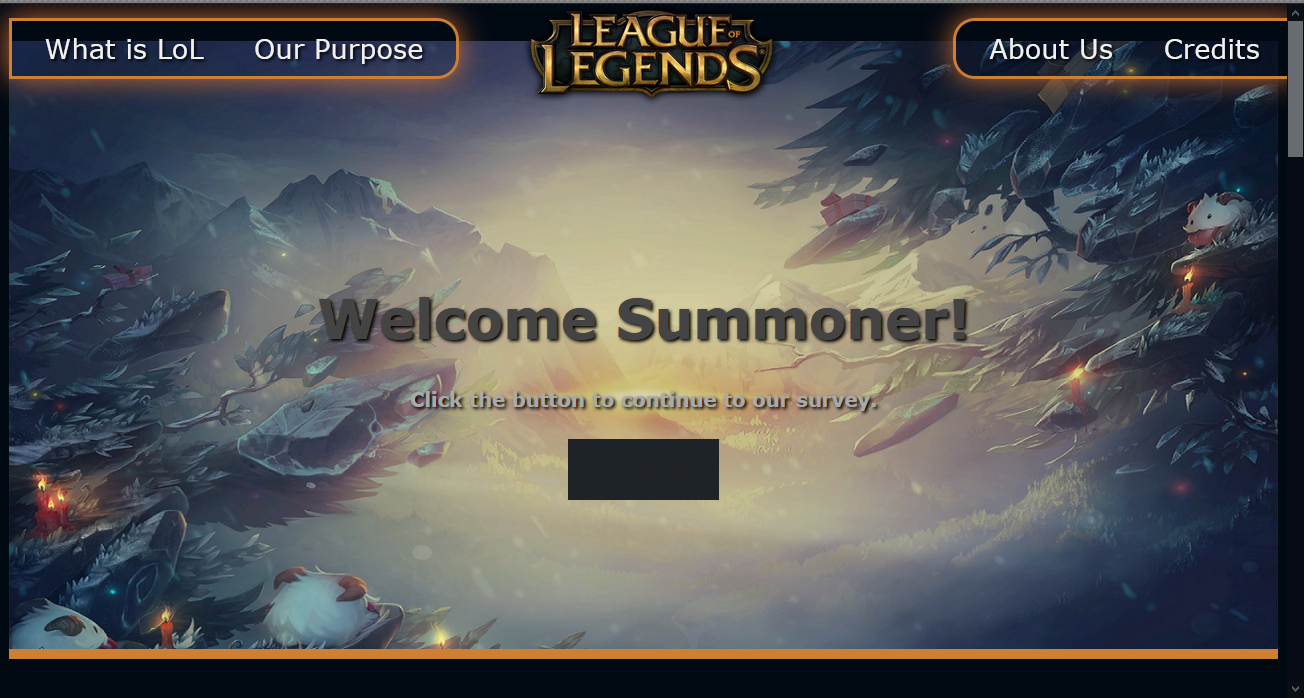 What is LoL Our Purpose
LEAGUE OF LEGENDS
About Us Credits
Welcome Summoner!
Click the button to continue to our survey.